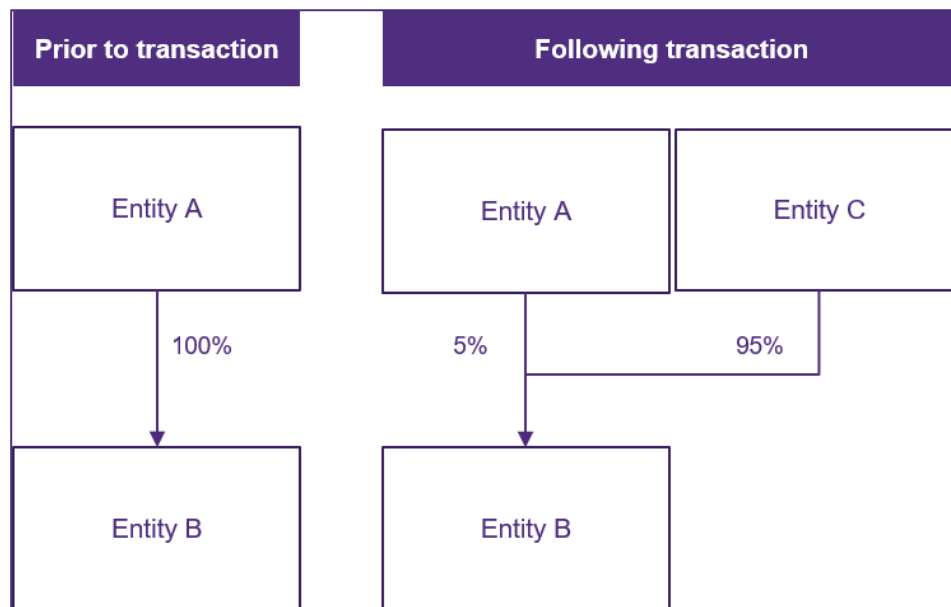 Prior to transaction
Following transaction
Entity A
Entity A
Entity C
100%
5%
95%
Entity B
Entity B